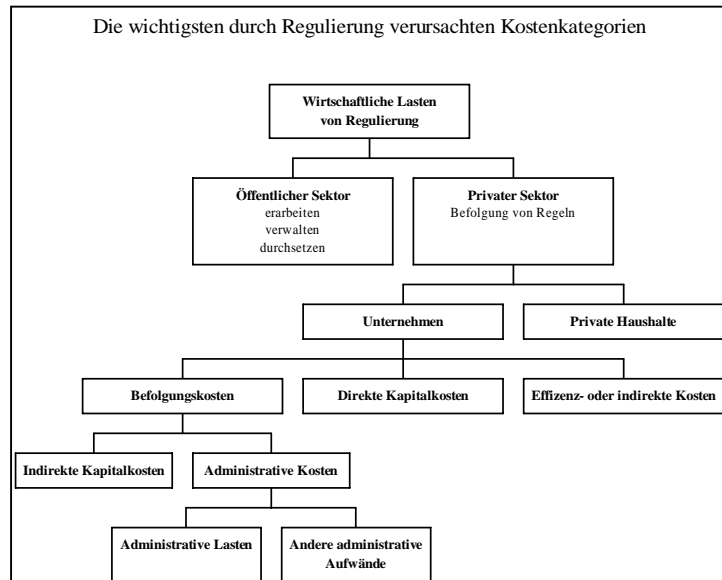 Die wichtigsten durch Regulierung verursachten Kostenkategorien
Wirtschaftliche Lasten
von Regulierung
Öffentlicher Sektor
erarbeiten
verwalten
durchsetzen
Privater Sektor
Befolgung von Regeln
Unternehmen
Private Haushalte
Befolgungskosten
Direkte Kapitalkosten
Effizenz- oder indirekte Kosten
Indirekte Kapitalkosten
Administrative Kosten
Administrative Lasten
Andere administrative
Aufwände